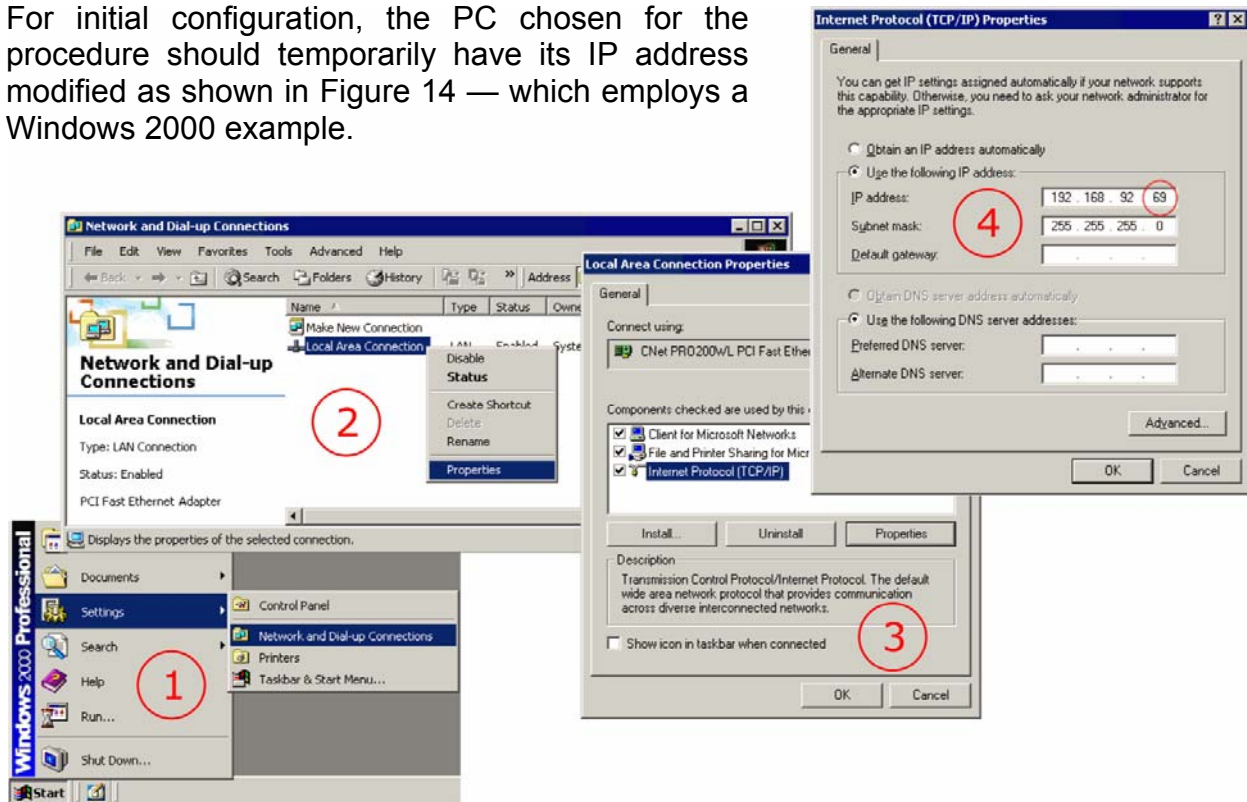 For initial configuration, the PC chosen for the
procedure should temporarily have its IP address
modified as shown in Figure 14 — which employs a
Windows 2000 example.
Internet Protocol (TCP/IP) Properties
General
You can get IP settings assigned automatically if your network supports
this capability. Otherwise, you need to ask your network administrator for
the appropriate IP settings.
Obtain an IP address automatically
Use the following IP address:
IP address:
192 . 168 . 92 . 69
Subnet mask:
255 . 255 . 255 . 0
Default gateway:
4
Obtain DNS server address automatically
Use the following DNS server addresses:
Preferred DNS server:
Alternate DNS server:
Advanced...
OK
Cancel
Network and Dial-up Connections
File Edit View Favorites Tools Advanced Help
Back Search Folders History » Address
Name Type Status Owne
Make New Connection
Local Area Connection LAN Enabled Syste
Network and Dial-up
Connections
Local Area Connection
Type: LAN Connection
Status: Enabled
PCI Fast Ethernet Adapter
Disable
Status
Create Shortcut
Delete
Rename
Properties
2
Displays the properties of the selected connection.
Local Area Connection Properties
General
Connect using:
CNet PRO200WL PCI Fast Ether
Components checked are used by this
Client for Microsoft Networks
File and Printer Sharing for Micr
Internet Protocol (TCP/IP)
Install...
Uninstall
Properties
Description
Transmission Control Protocol/Internet Protocol. The default
wide area network protocol that provides communication
across diverse interconnected networks.
Show icon in taskbar when connected
3
OK
Cancel
Windows 2000 Professional
Documents
Settings
Search
Help
Run...
Shut Down...
1
Control Panel
Network and Dial-up Connections
Printers
Taskbar & Start Menu...
Start